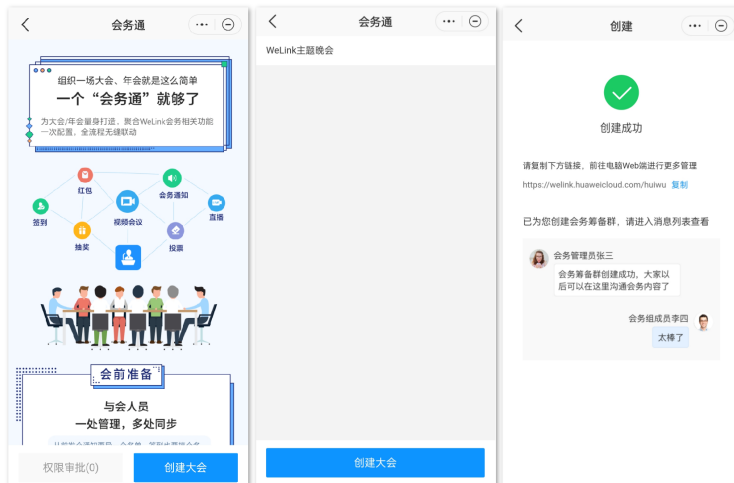 会务通
组织一场大会、年会就是这么简单
一个“会务通”就够了
为大会/年会量身打造，聚合WeLink会务相关功能
一次配置，全流程无缝联动
红包
会务通知
签到
视频会议
直播
抽奖
投票
会前准备
与会人员
一处管理，多处同步
权限审批(0)
创建大会
会务通
WeLink主题晚会
创建大会
创建
创建成功
请复制下方链接，前往电脑Web端进行更多管理
https://welink.huaweicloud.com/huiwu 复制
已为您创建会务筹备群，请进入消息列表查看
会务管理员张三
会务筹备群创建成功，大家以
后可以在这里沟通会务内容了
会务组成员李四
太棒了